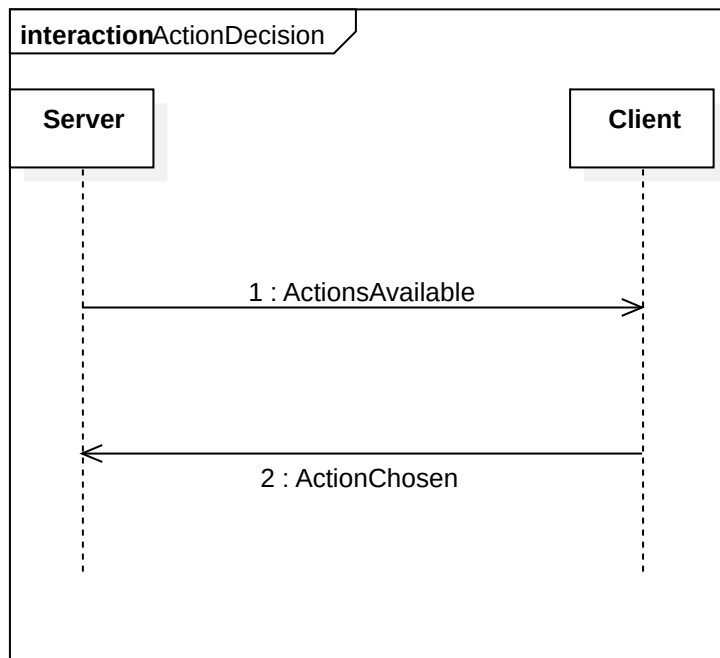 interactionActionDecision
Server
Client
1 : ActionsAvailable
2 : ActionChosen